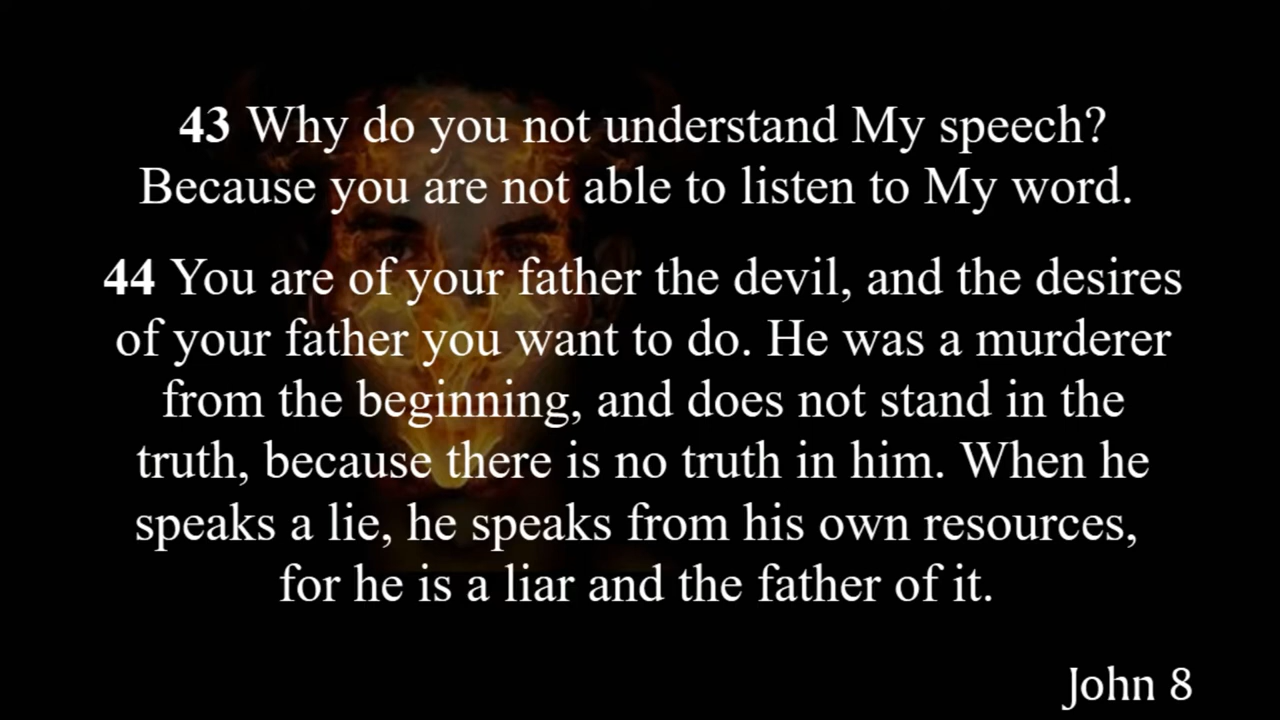 43 Why do you not understand My speech?
Because you are not able to listen to My word.
44 You are of your father the devil, and the desires
of your father you want to do. He was a murderer
from the beginning, and does not stand in the
truth, because there is no truth in him. When he
speaks a lie, he speaks from his own resources,
for he is a liar and the father of it.
John 8